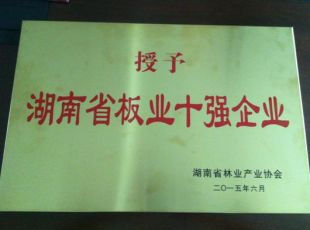 授予
湖南省板业十强企业
湖南省林业产业协会
二〇一五年六月